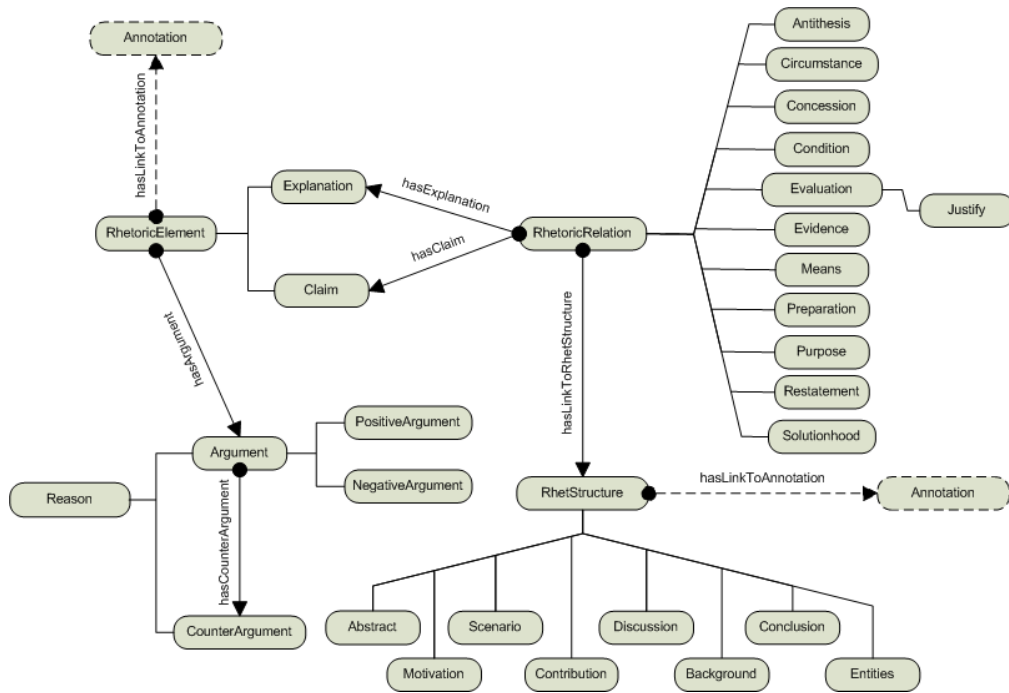 Annotation
hasLinkToAnnotation
RhetoricElement
Explanation
Claim
hasExplanation
hasClaim
RhetoricRelation
Antithesis
Circumstance
Concession
Condition
Evaluation
Justify
Evidence
Means
Preparation
Purpose
Restatement
Solutionhood
hasArgument
hasLinkToRhetStructure
Argument
PositiveArgument
NegativeArgument
Reason
hasCounterArgument
CounterArgument
RhetStructure
hasLinkToAnnotation
Annotation
Abstract
Scenario
Discussion
Conclusion
Motivation
Contribution
Background
Entities